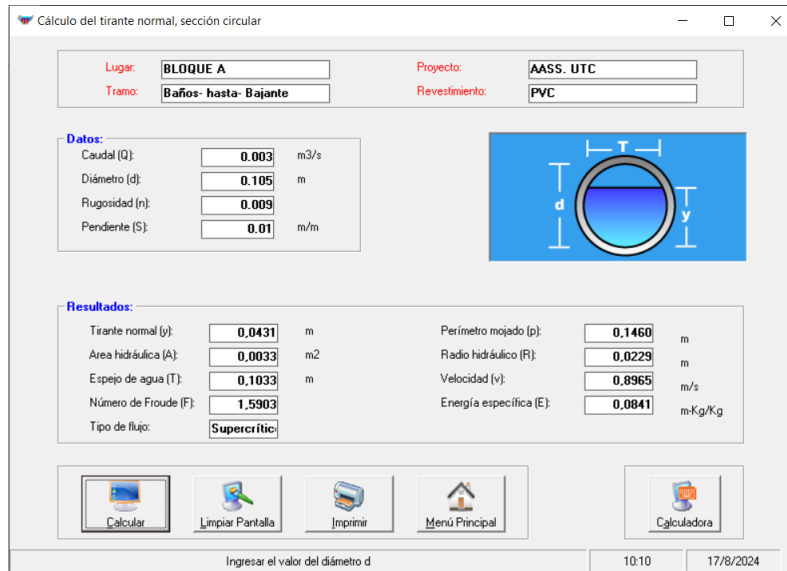 Cálculo del tirante normal, sección circular
Lugar: BLOQUE A Proyecto: AASS. UTC
Tramo: Baños- hasta- Bajante Revestimiento: PVC
Datos:
Caudal (Q): 0.003 m3/s
Diámetro (d): 0.105 m
Rugosidad (n): 0.009
Pendiente (S): 0.01 m/m
T
d
y
Resultados:
Tirante normal (y): 0,0431 m Perímetro mojado (p): 0,1460 m
Area hidráulica (A): 0,0033 m2 Radio hidráulico (R): 0,0229 m
Espejo de agua (T): 0,1033 m Velocidad (v): 0,8965 m/s
Número de Froude (F): 1,5903 Energía específica (E): 0,0841 m-Kg/Kg
Tipo de flujo: Supercrític
Calcular Limpiar Pantalla Imprimir Menú Principal Calculadora
Ingresar el valor del diámetro d 10:10 17/8/2024